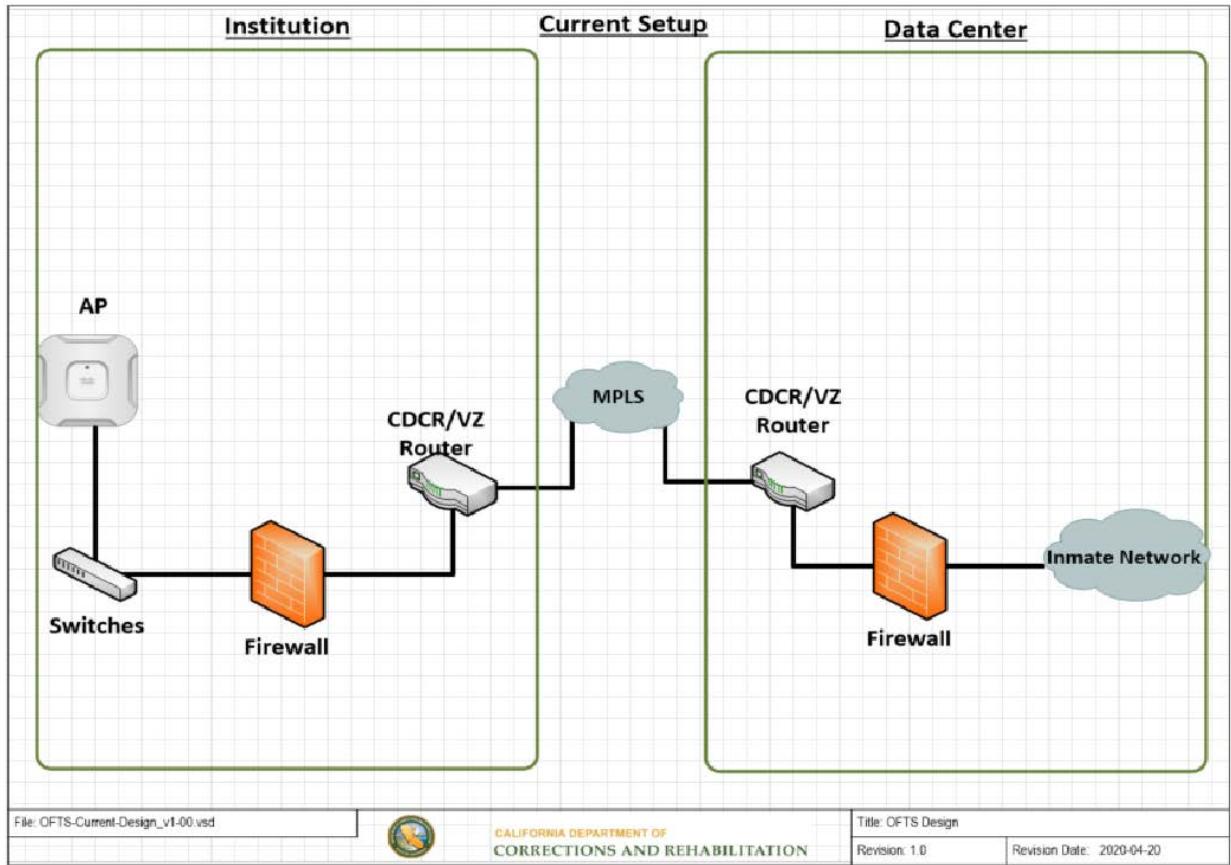 Institution
Current Setup
Data Center
AP
CDCR/VZ
Router
MPLS
CDCR/VZ
Router
Inmate Network
Switches
Firewall
Firewall
File: OFTS-Current-Design_v1-00.vsd
CALIFORNIA DEPARTMENT OF
CORRECTIONS AND REHABILITATION
Title: OFTS Design
Revision: 1.0
Revision Date: 2020-04-20